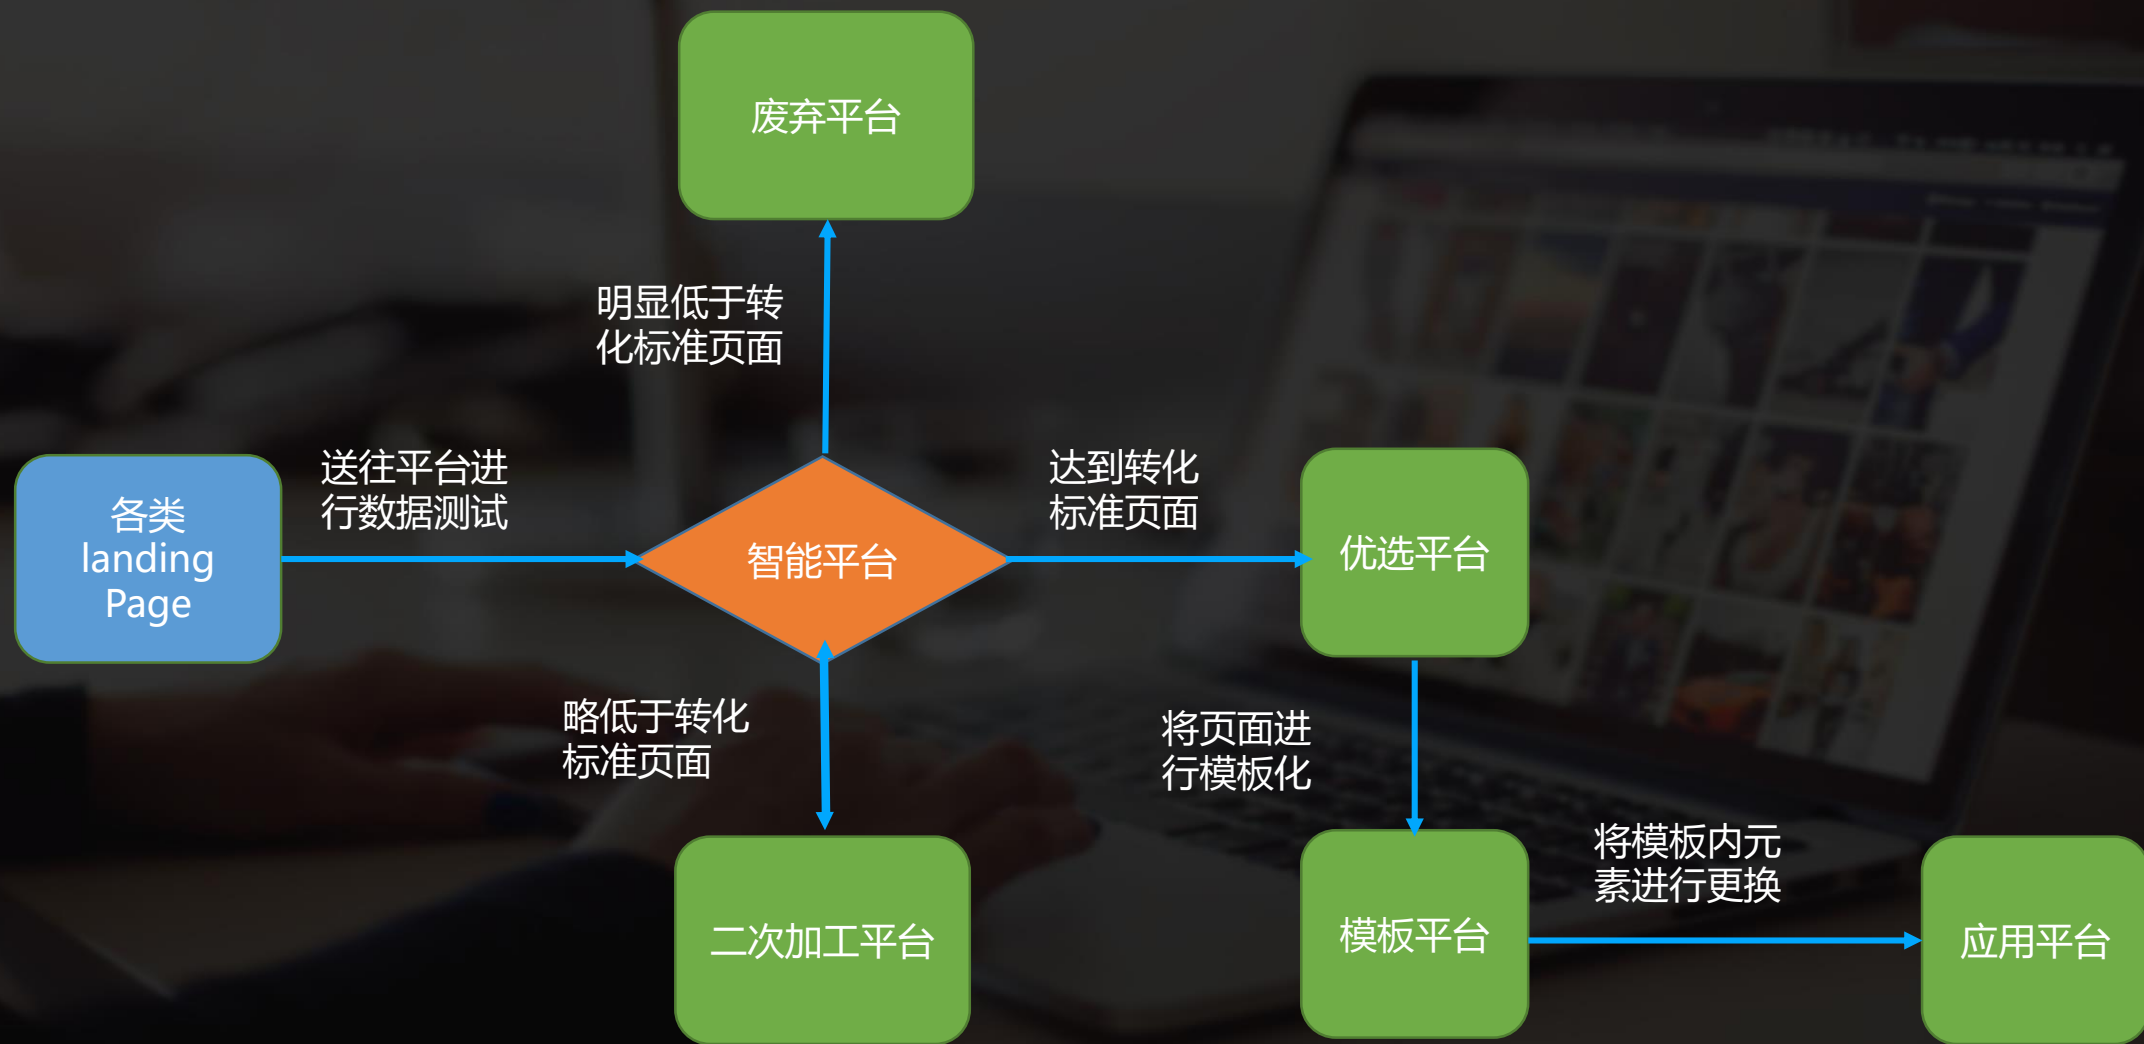 废弃平台
明显低于转
化标准页面
送往平台进
行数据测试
达到转化
标准页面
各类
landing
Page
智能平台
优选平台
略低于转化
标准页面
将页面进
行模板化
将模板内元
素进行更换
二次加工平台
模板平台
应用平台